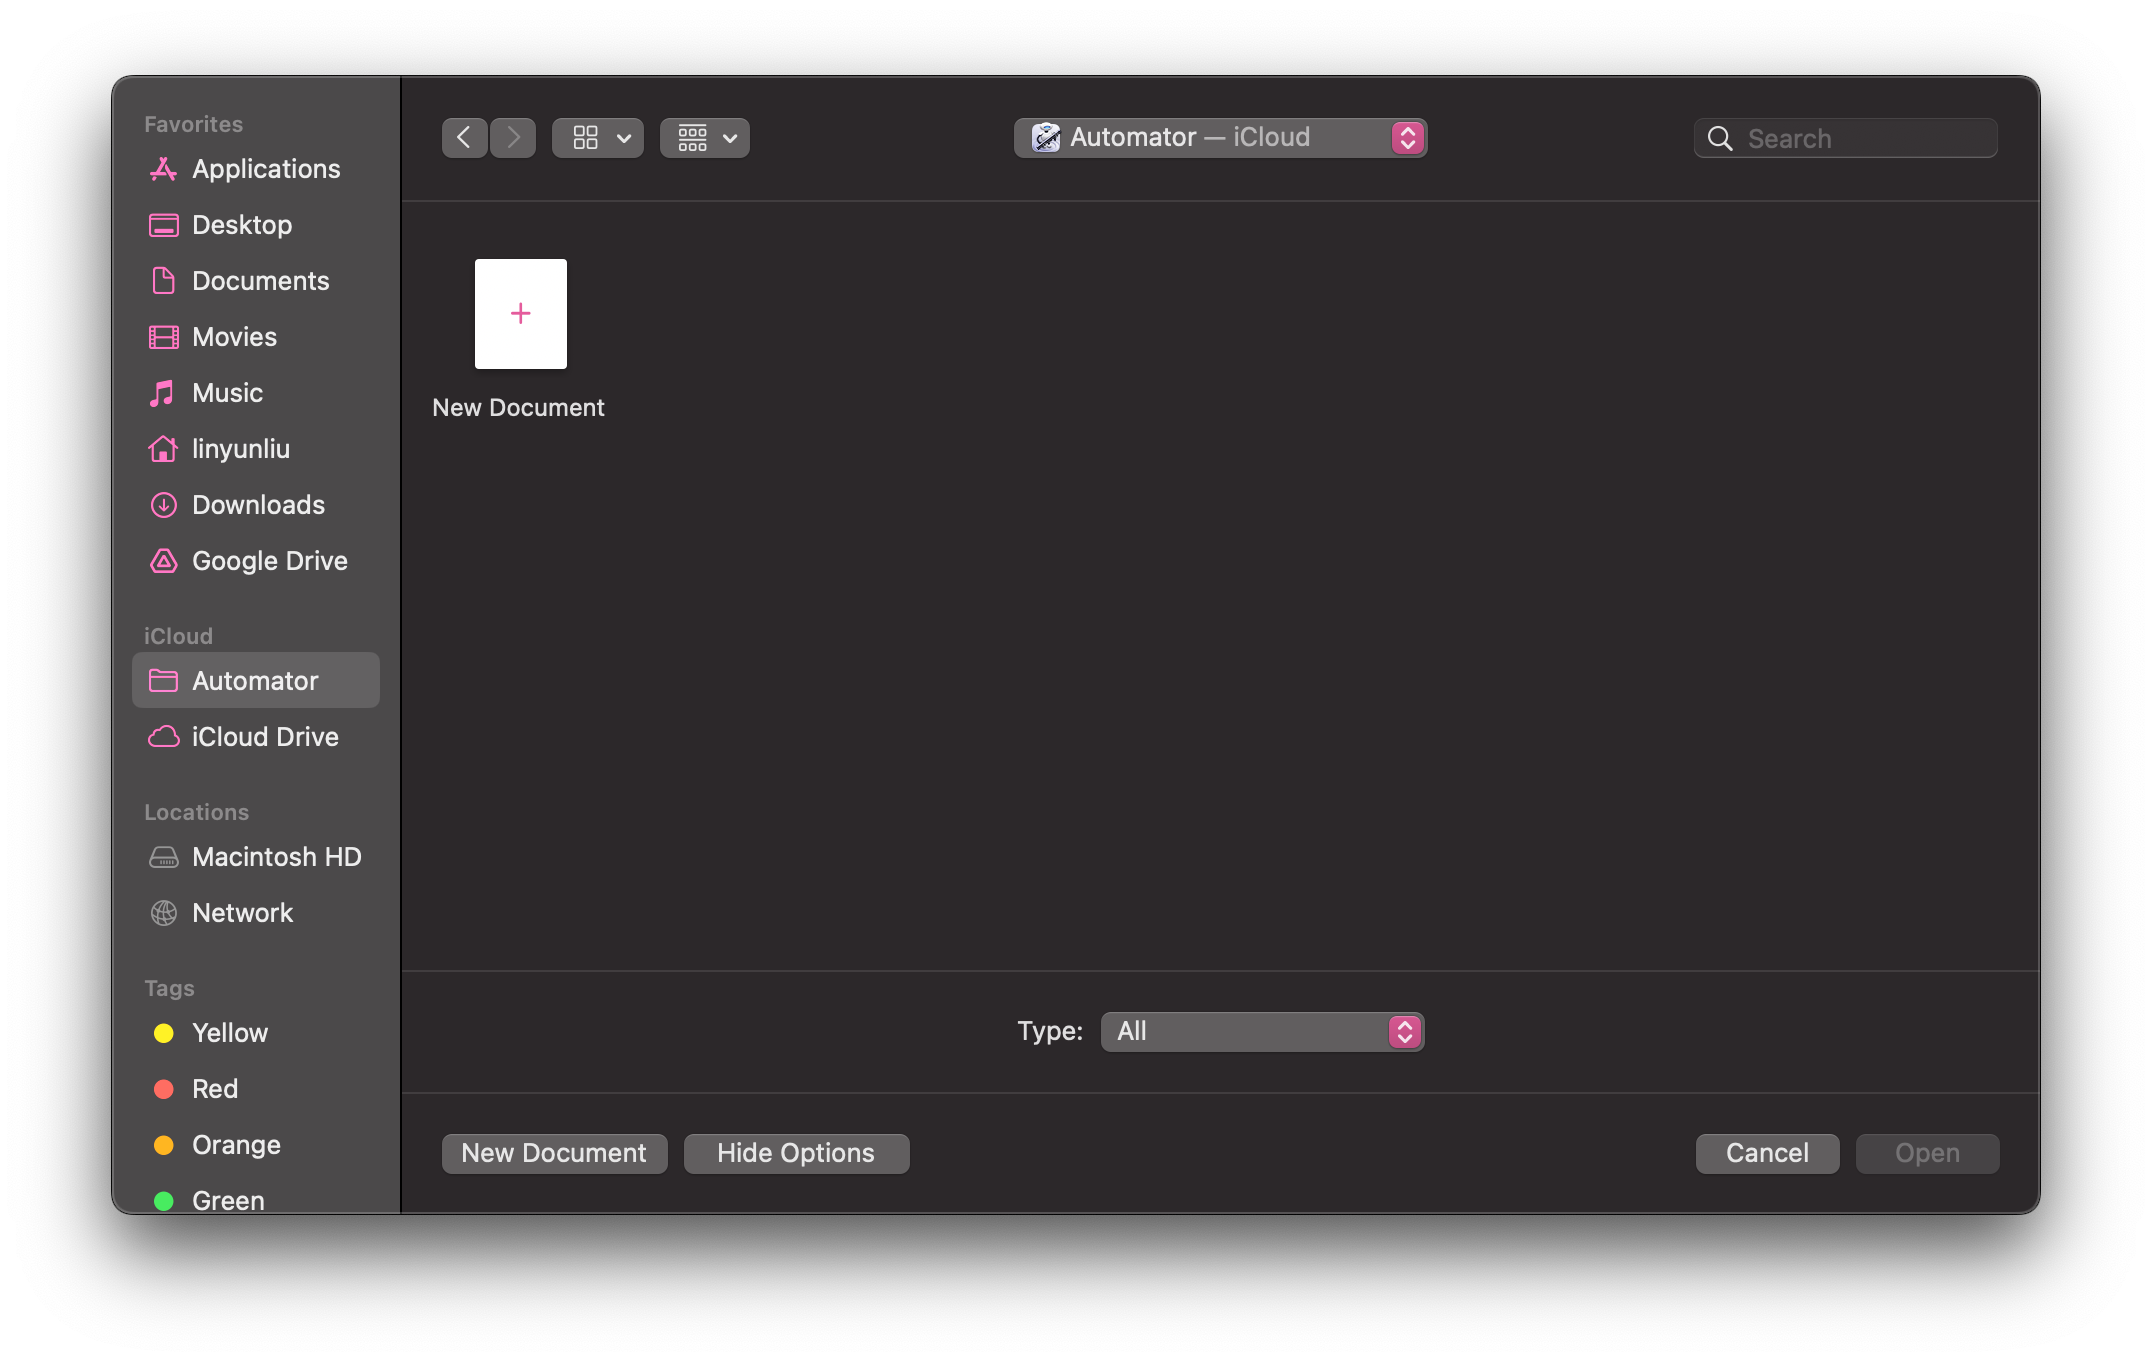 Favorites
Applications
Desktop
Documents
Movies
Music
linyunliu
Downloads
Google Drive
iCloud
Automator
iCloud Drive
Locations
Macintosh HD
Network
Tags
Yellow
Red
Orange
Green
Automator — iCloud
Search
New Document
Type: All
New Document
Hide Options
Cancel
Open